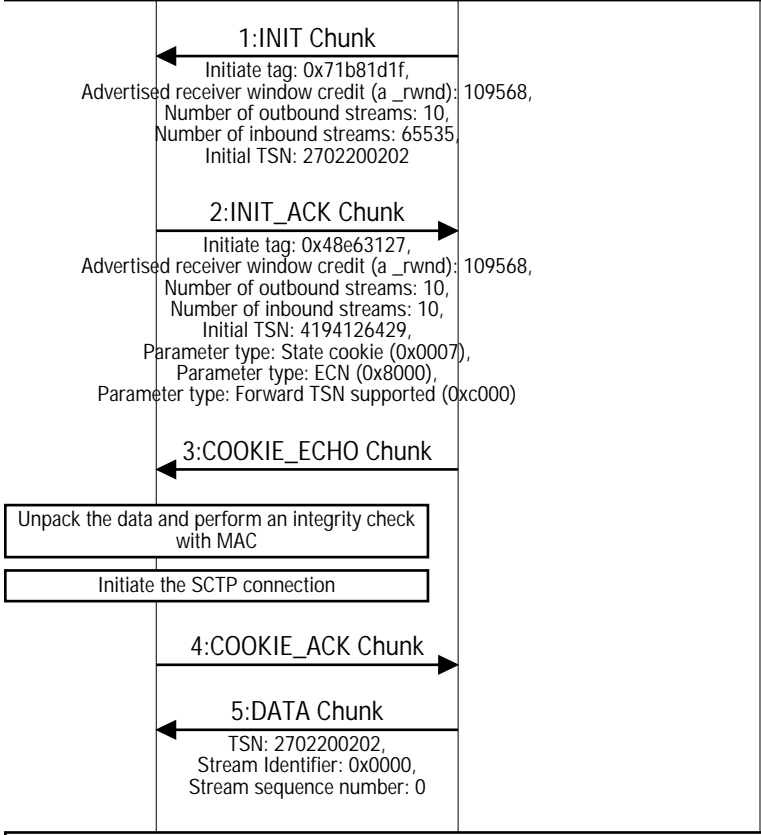 1:INIT Chunk
Initiate tag: 0x71b81d1f,
Advertised receiver window credit (a _rwnd): 109568,
Number of outbound streams: 10,
Number of inbound streams: 65535,
Initial TSN: 2702200202
2:INIT_ACK Chunk
Initiate tag: 0x48e63127,
Advertised receiver window credit (a _rwnd): 109568,
Number of outbound streams: 10,
Number of inbound streams: 10,
Initial TSN: 4194126429,
Parameter type: State cookie (0x0007),
Parameter type: ECN (0x8000),
Parameter type: Forward TSN supported (0xc000)
3:COOKIE_ECHO Chunk
Unpack the data and perform an integrity check
with MAC
Initiate the SCTP connection
4:COOKIE_ACK Chunk
5:DATA Chunk
TSN: 2702200202,
Stream Identifier: 0x0000,
Stream sequence number: 0